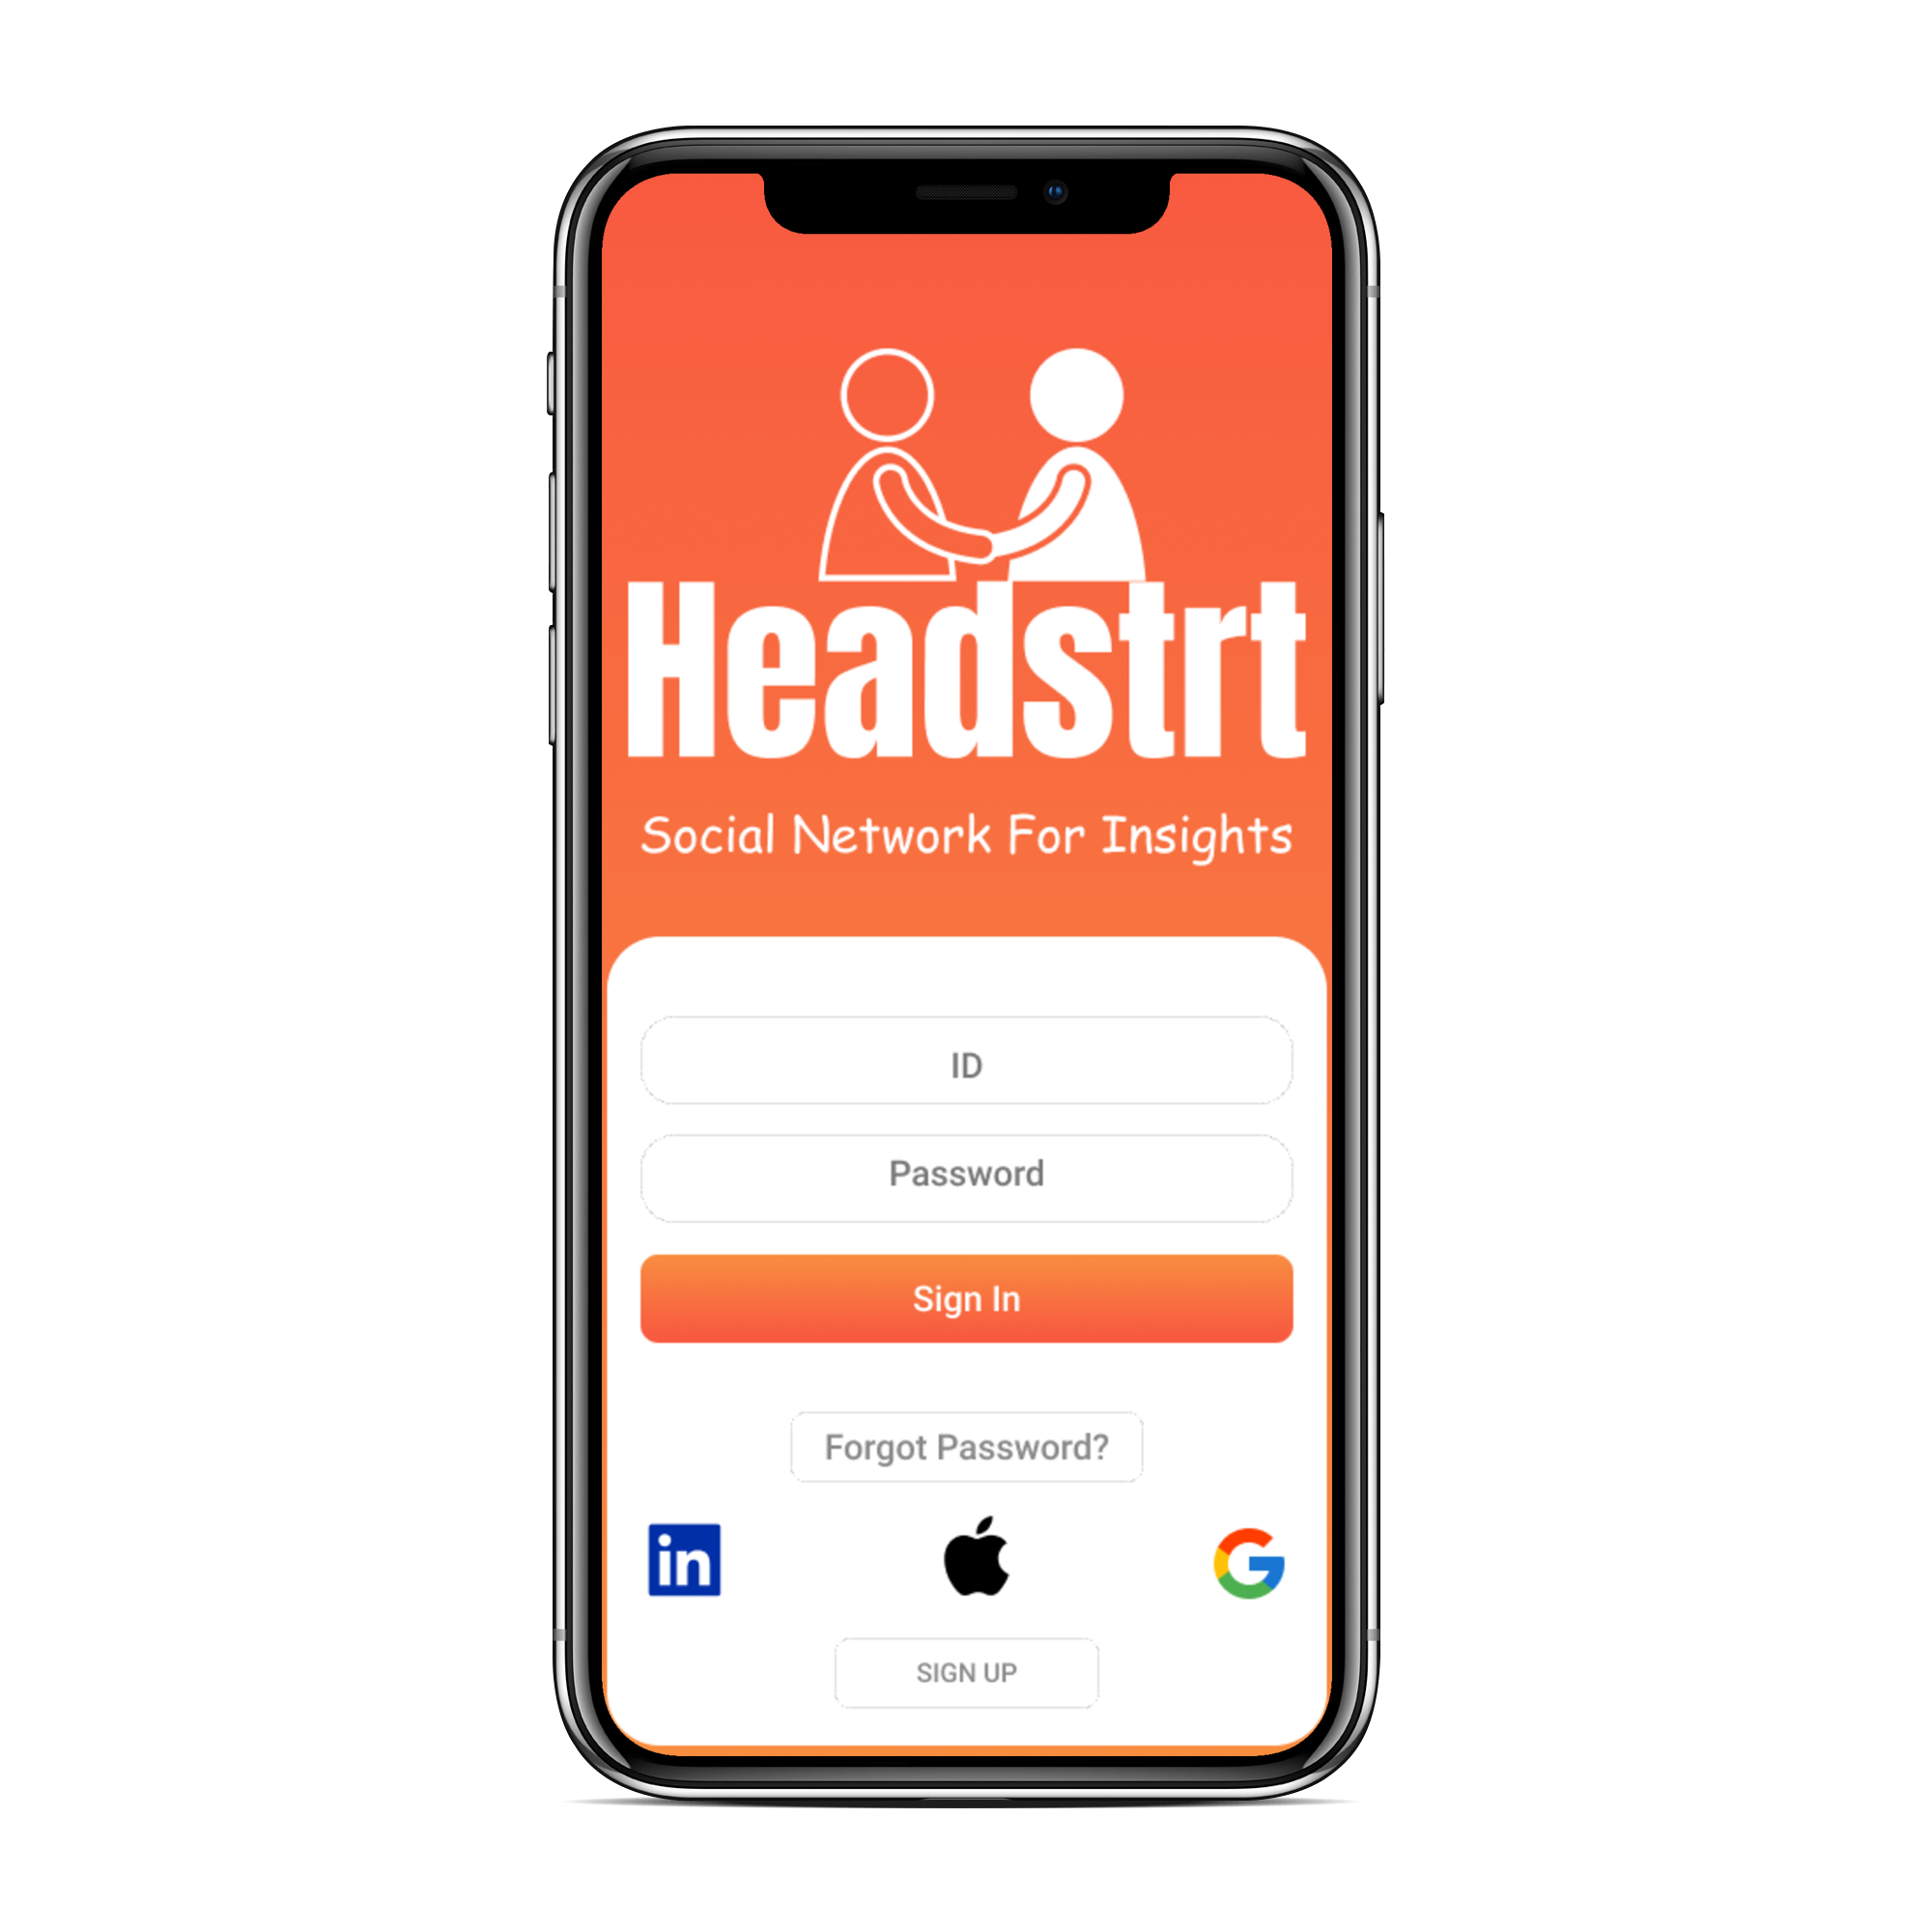 Headstrt
Social Network For Insights
ID
Password
Sign In
Forgot Password?
in
G
SIGN UP